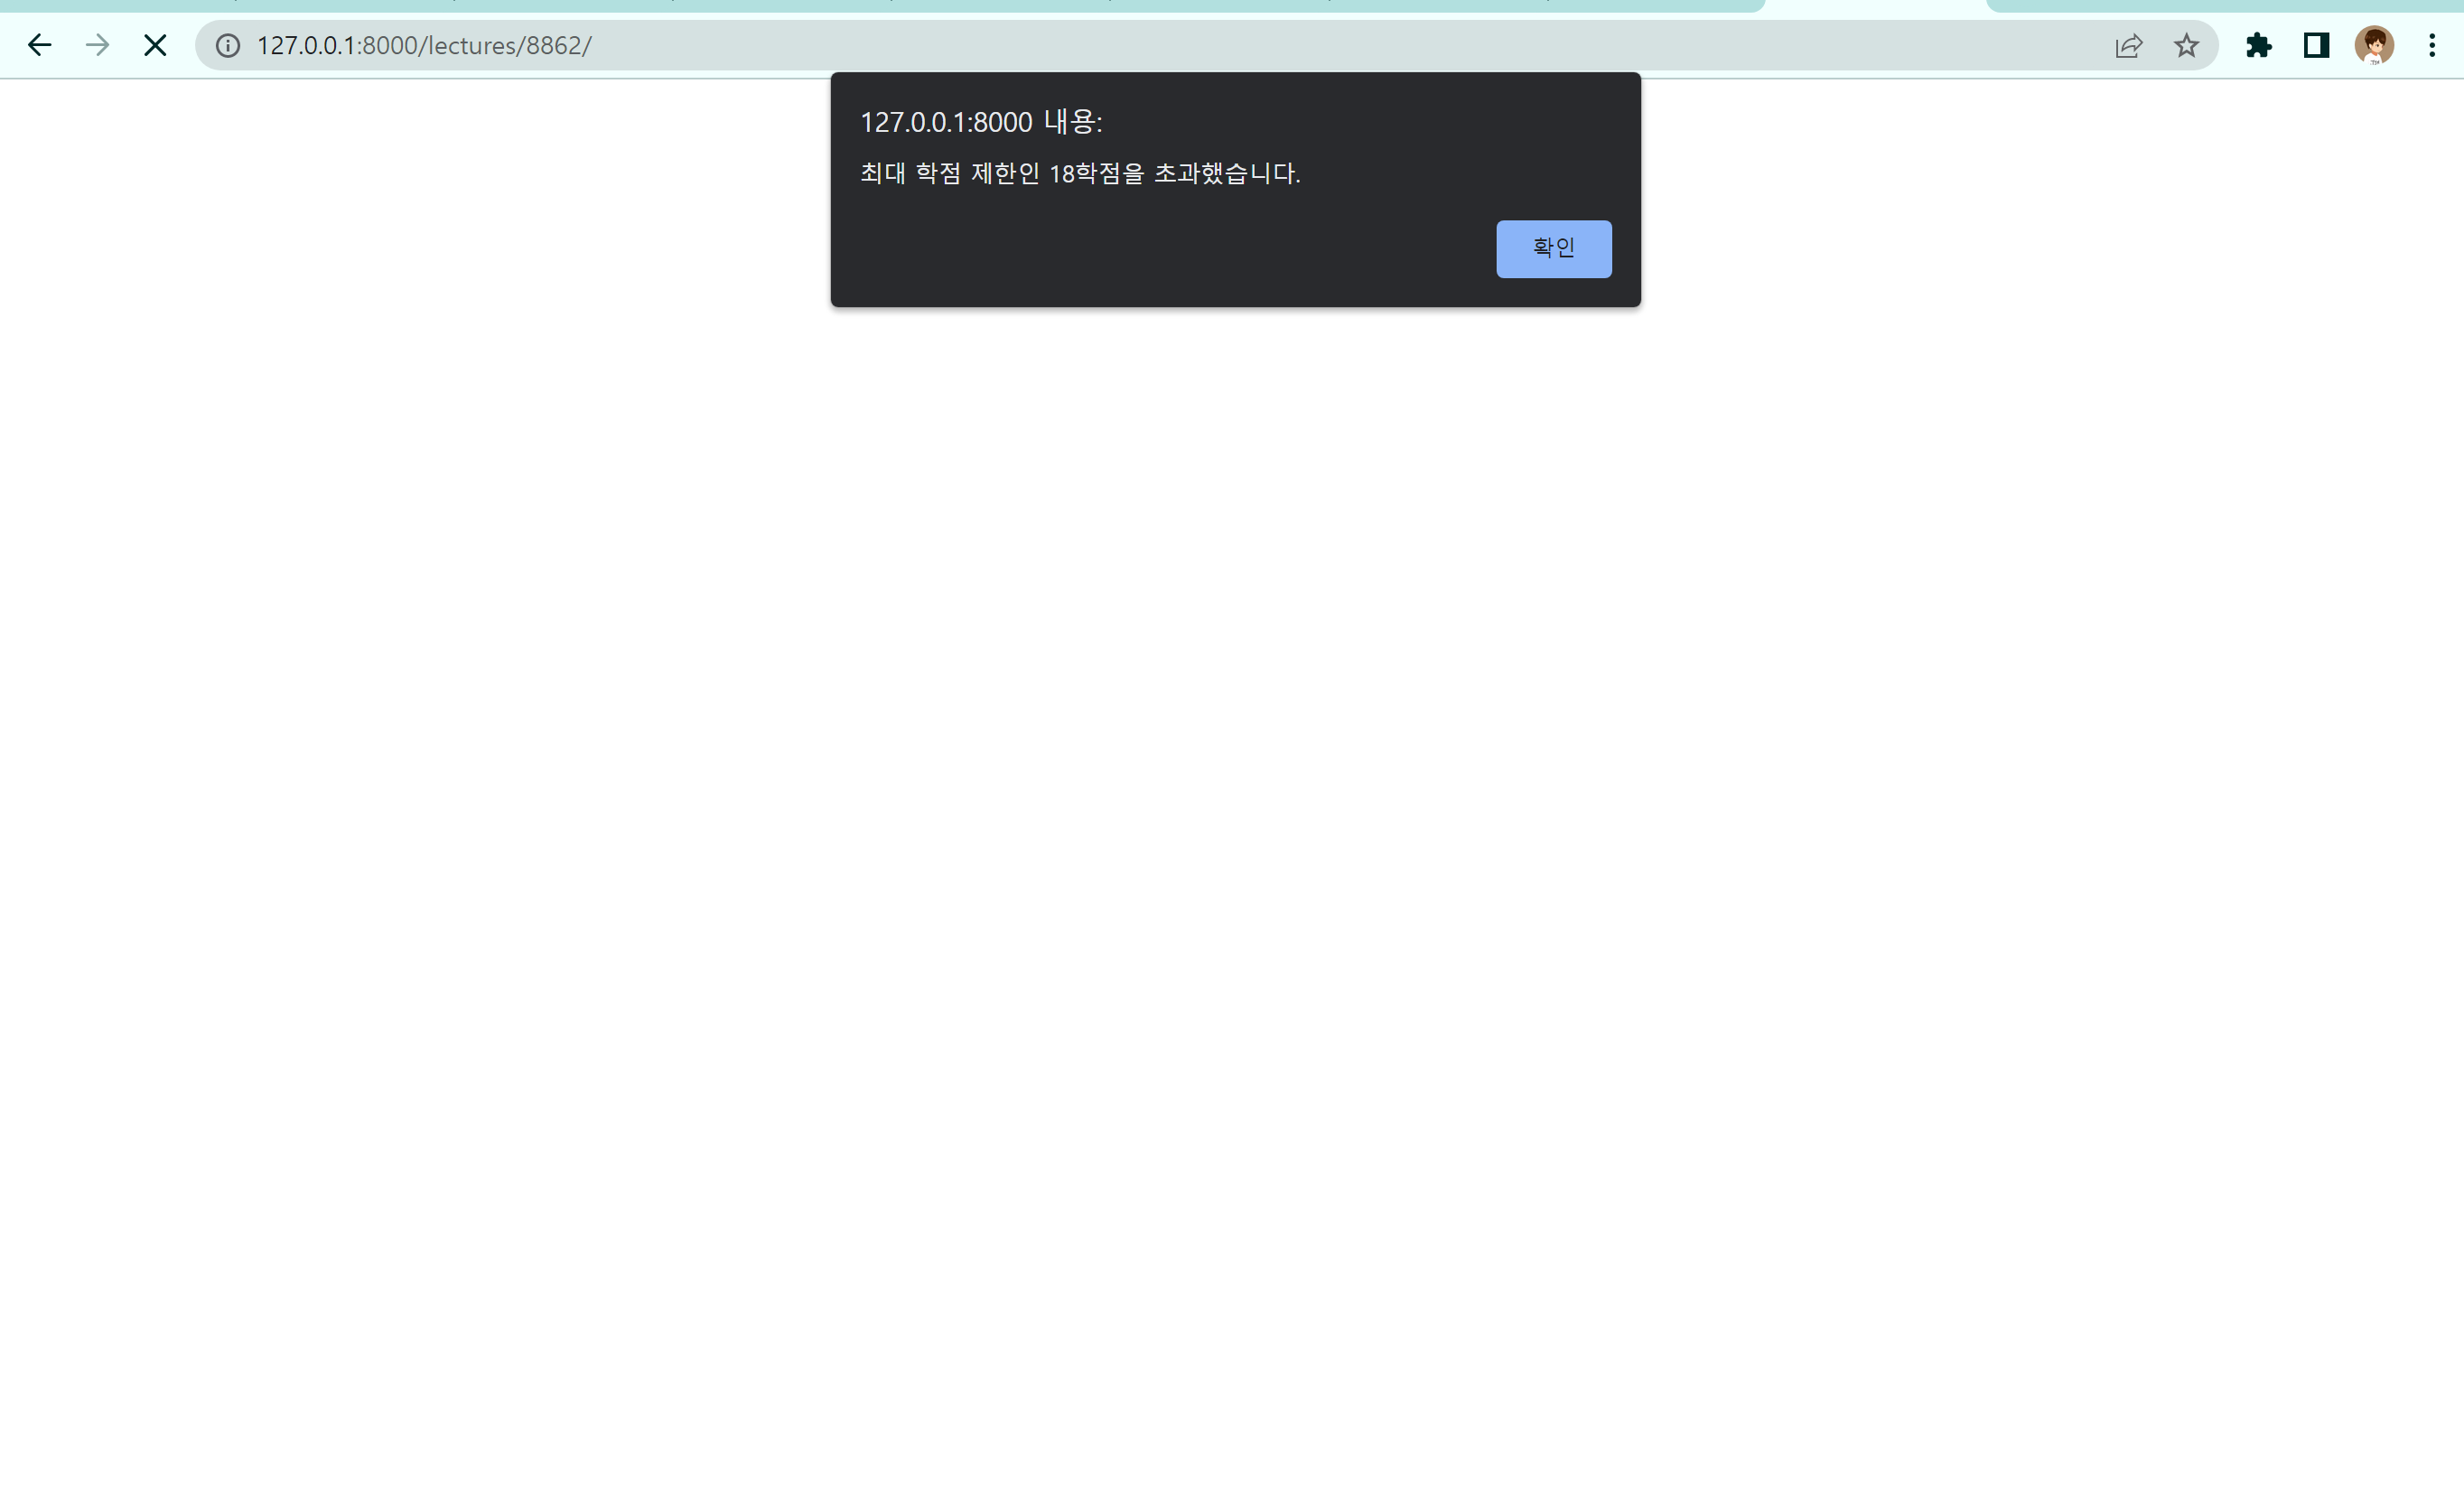 127.0.0.1:8000/lectures/8862/
127.0.0.1:8000 내용:
최대 학점 제한인 18학점을 초과했습니다.
확인